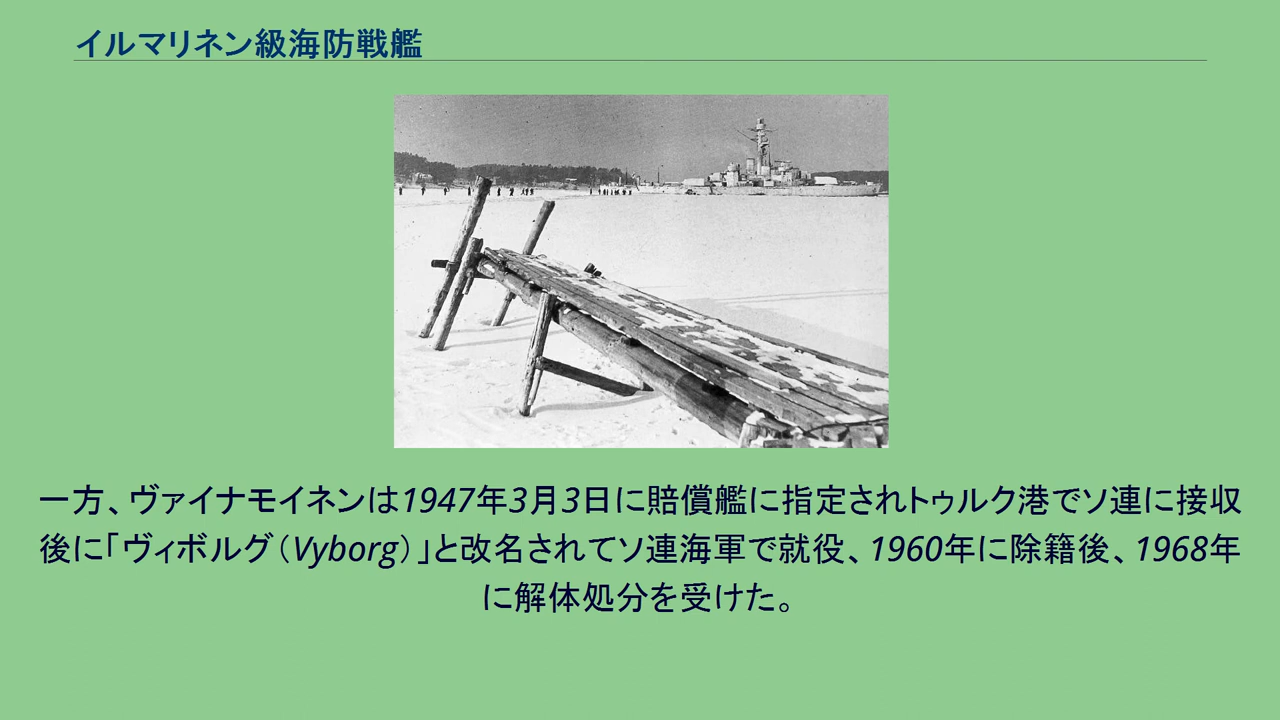 イルマリネン級海防戦艦
一方、ヴァイナモイネンは1947年3月3日に賠償艦に指定されトゥルク港でソ連に接収
後に「ヴィボルグ（Vyborg）」と改名されてソ連海軍で就役、1960年に除籍後、1968年
に解体処分を受けた。